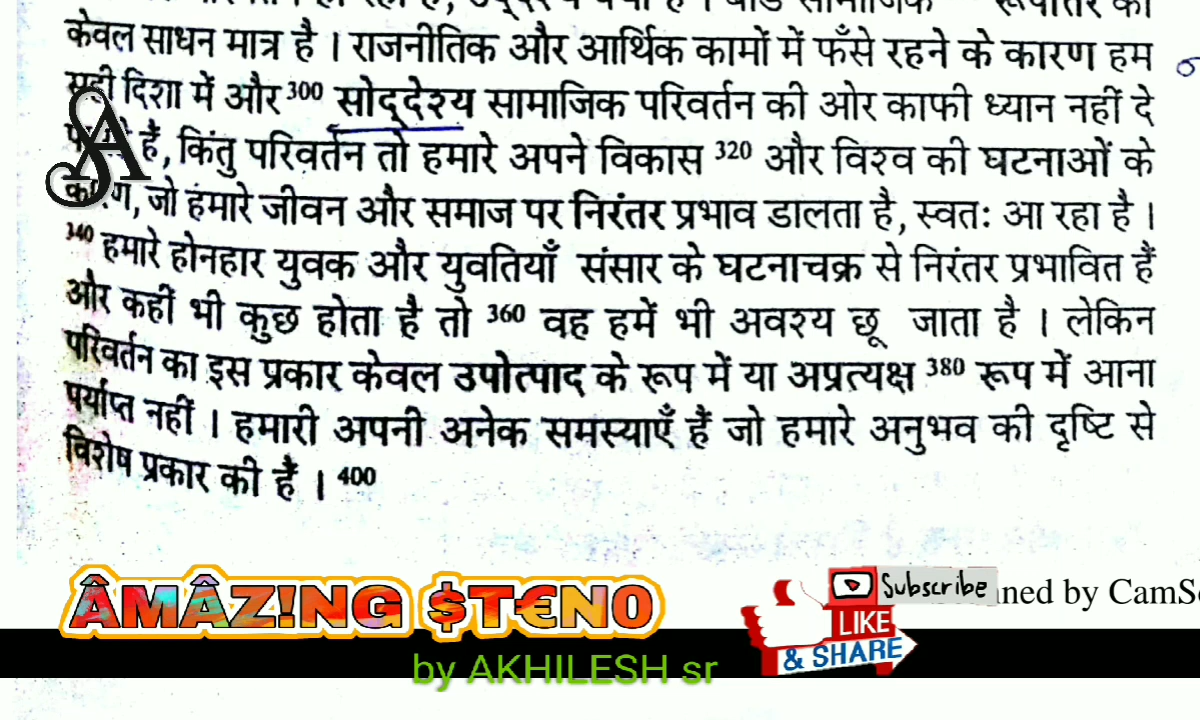 केवल साधन मात्र है । राजनीतिक और आर्थिक कामों में फँसे रहने के कारण हम
सही दिशा में और 300 सोद्देश्य सामाजिक परिवर्तन की ओर काफी ध्यान नहीं दे
है, किंतु परिवर्तन तो हमारे अपने विकास 320 और विश्व की घटनाओं के
कारण, जो हमारे जीवन और समाज पर निरंतर प्रभाव डालता है, स्वतः आ रहा है ।
340 हमारे होनहार युवक और युवतियाँ संसार के घटनाचक्र से निरंतर प्रभावित हैं
और कहीं भी कुछ होता है तो 360 वह हमें भी अवश्य छू जाता है । लेकिन
परिवर्तन का इस प्रकार केवल उपोत्पाद के रूप में या अप्रत्यक्ष 380 रूप में आना
पर्याप्त नहीं । हमारी अपनी अनेक समस्याएँ हैं जो हमारे अनुभव की दृष्टि से
विशेष प्रकार की हैं । 400
ÂMÂZ!NG $T€NO
Subscribe
by CamS
LIKE
& SHARE
by AKHILESH sr